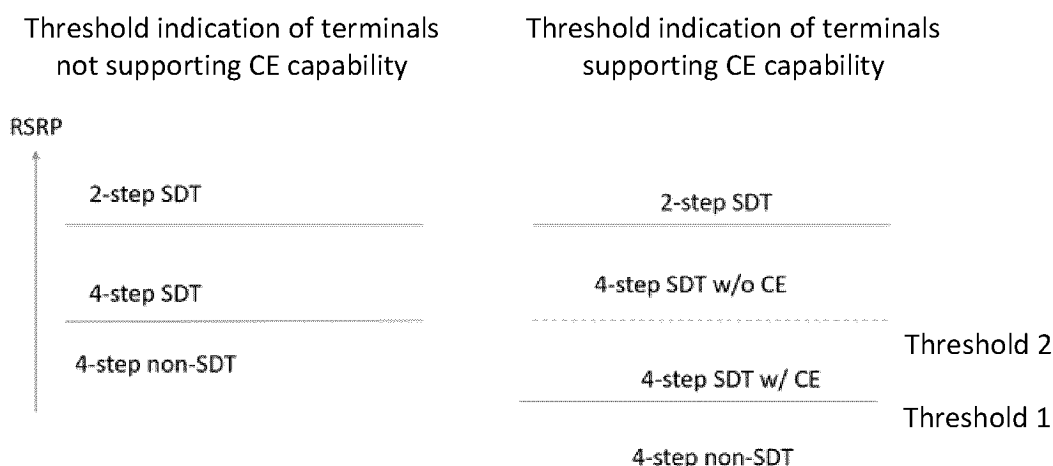 Threshold indication of terminals
not supporting CE capability
Threshold indication of terminals
supporting CE capability
RSRP
2-step SDT
4-step SDT
4-step non-SDT
2-step SDT
4-step SDT w/o CE
Threshold 2
4-step SDT w/ CE
Threshold 1
4-step non-SDT